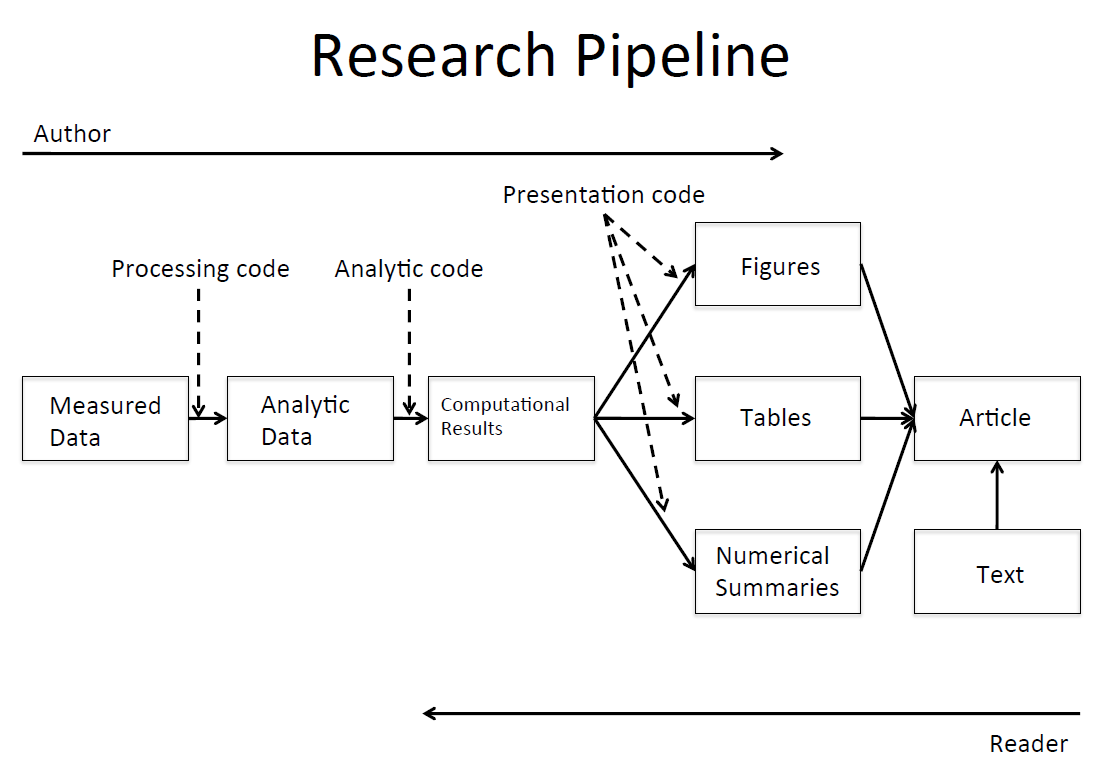 Research Pipeline
Author
Presentation code
Processing code
Analytic code
Figures
Measured
Data
Analytic
Data
Computational
Results
Tables
Article
Numerical
Summaries
Text
Reader